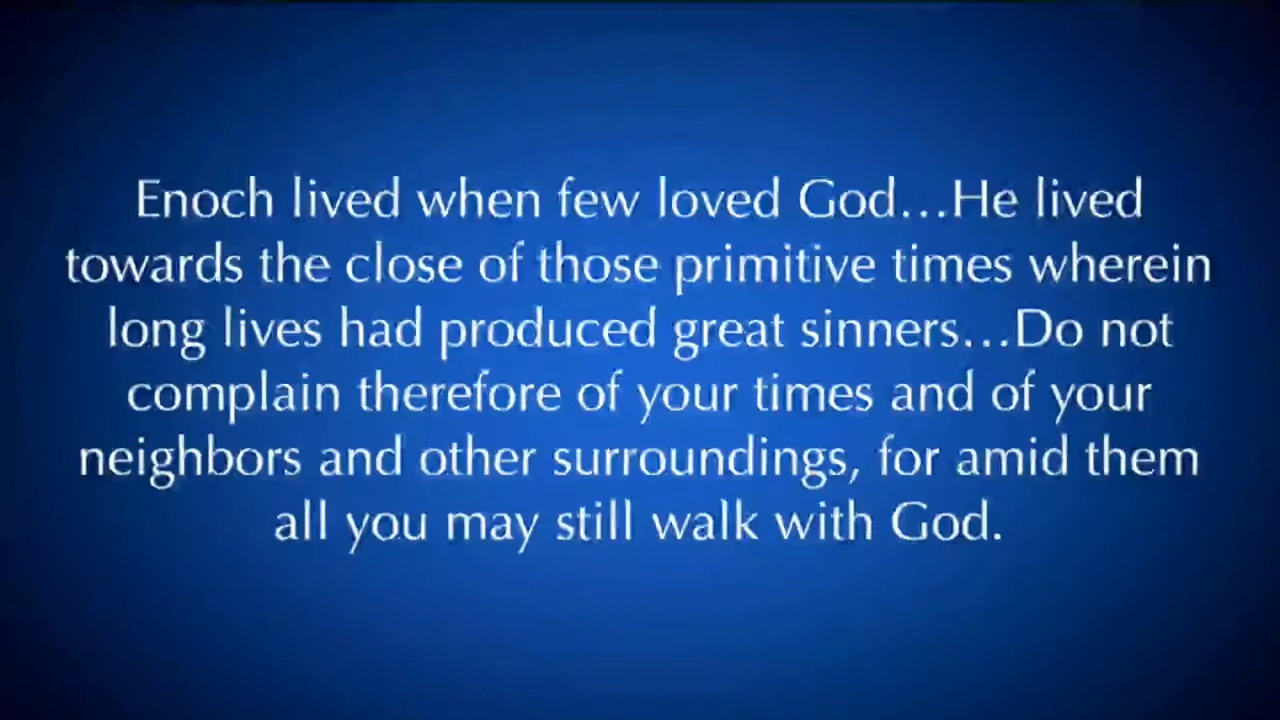 Enoch lived when few loved God...He lived
towards the close of those primitive times wherein
long lives had produced great sinners...Do not
complain therefore of your times and of your
neighbors and other surroundings, for amid them
all you may still walk with God.